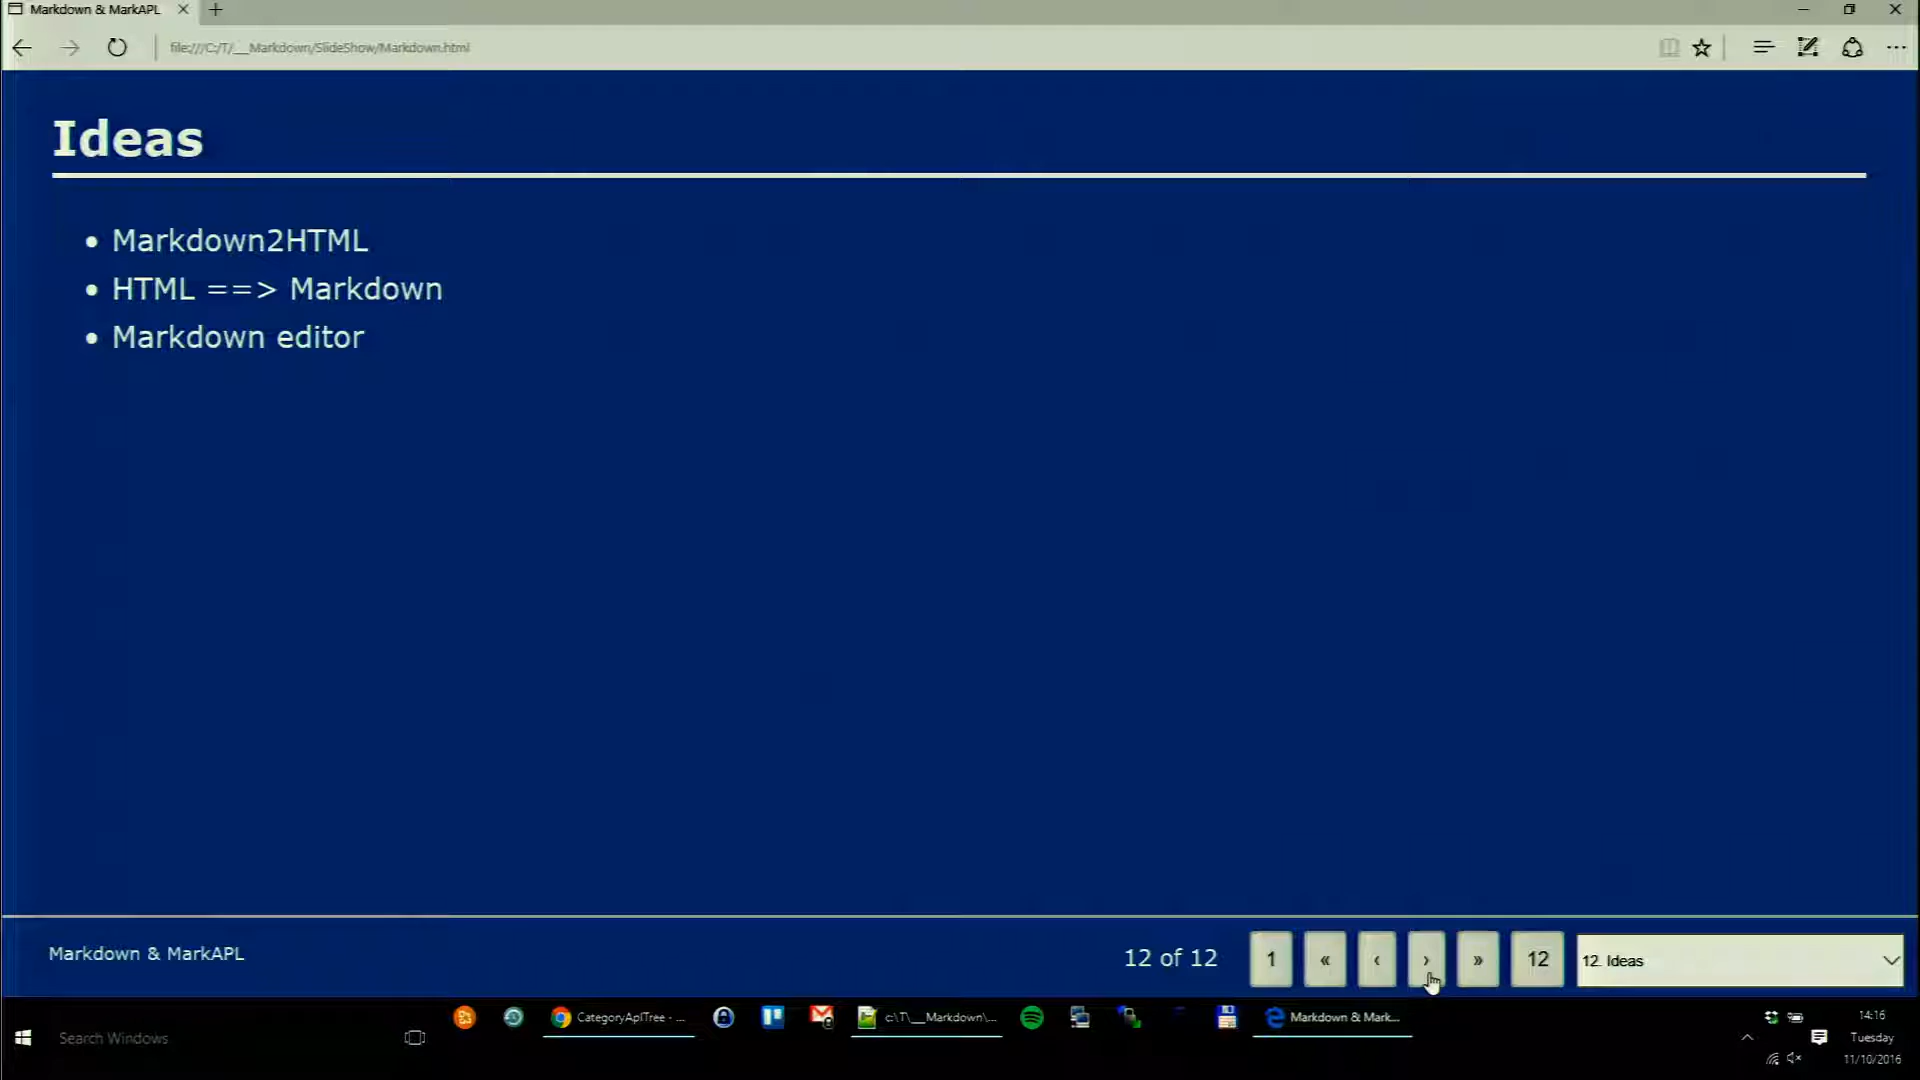 Markdown & MarkAPL
file:///C:/T/__Markdown/SlideShow/Markdown.html
Ideas
• Markdown2HTML
• HTML ==> Markdown
• Markdown editor
Markdown & MarkAPL
12 of 12
1 « ‹ › » 12
12. Ideas
Search Windows
CategoryAplTree - ...
c:\T\__Markdown\...
Markdown & Mark...
14:16
Tuesday
11/10/2016